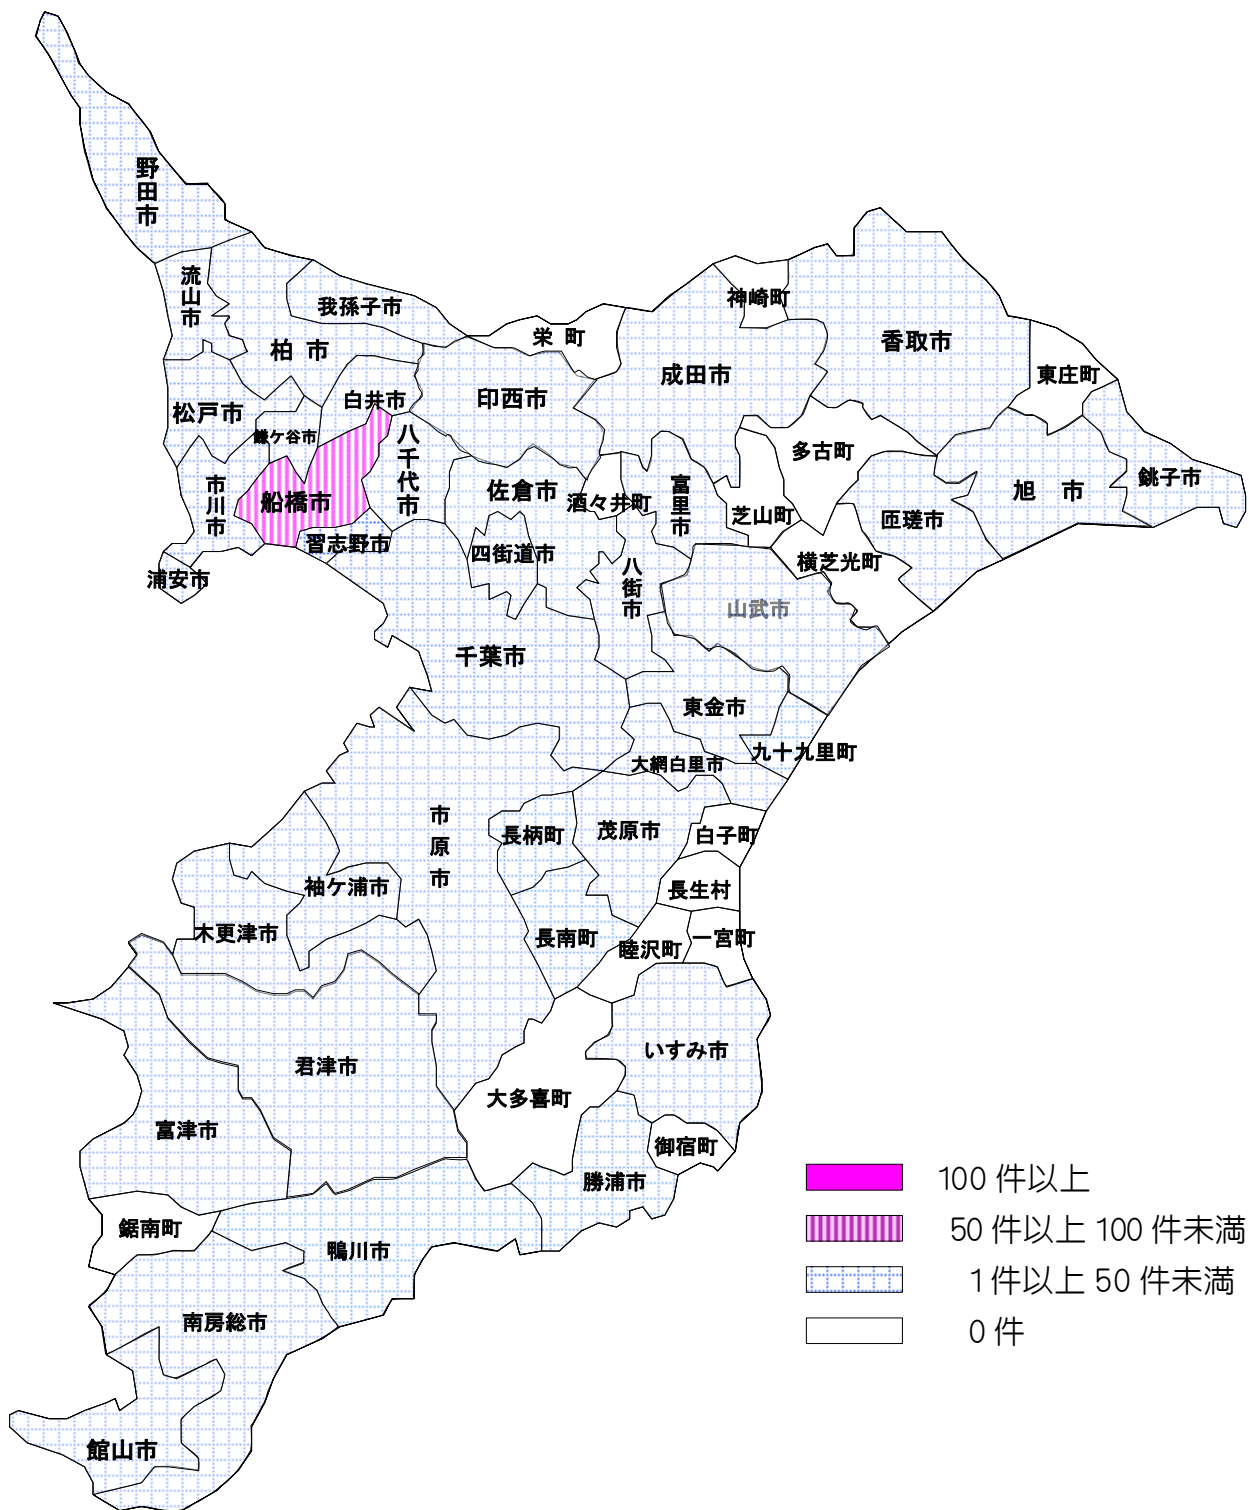 野田市
流山市
我孫子市
柏市
栄町
神崎町
香取市
成田市
東庄町
印西市
松戸市
白井市
鎌ケ谷市
八千代市
多古町
銚子市
旭市
市川市
船橋市
佐倉市
酒々井町
富里市
芝山町
匝瑳市
習志野市
四街道市
横芝光町
浦安市
八街市
山武市
千葉市
東金市
九十九里町
大網白里市
市原市
長柄町
茂原市
白子町
袖ケ浦市
長生村
木更津市
長南町
睦沢町
一宮町
いすみ市
君津市
大多喜町
富津市
御宿町
勝浦市
鋸南町
鴨川市
南房総市
館山市
100件以上
50件以上100件未満
1件以上50件未満
0件